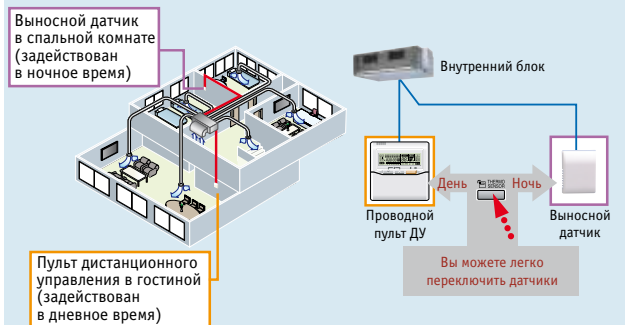 Выносной датчик
в спальной комнате
(задействован
в ночное время)
Внутренний блок
День
THERMO
SENSOR
Ночь
Проводной
пульт ДУ
Выносной
датчик
Вы можете легко
переключить датчики
Пульт дистанционного
управления в гостиной
(задействован
в дневное время)